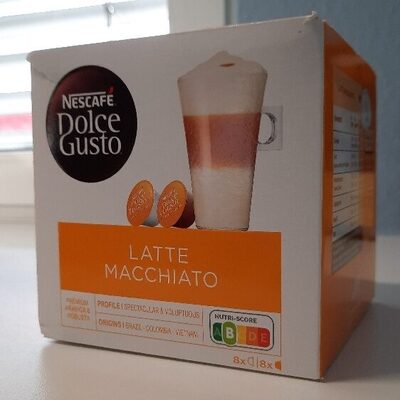 NESCAFÉ
Dolce
Gusto
LATTE
MACCHIATO
PREMIUM
ARABICA &
ROBUSTA
PROFILE | SPECTACULAR & VOLUPTUOUS
ORIGINS | BRAZIL - COLOMBIA - VIETNAM
NUTRI-SCORE
A B C D E
8x 8x